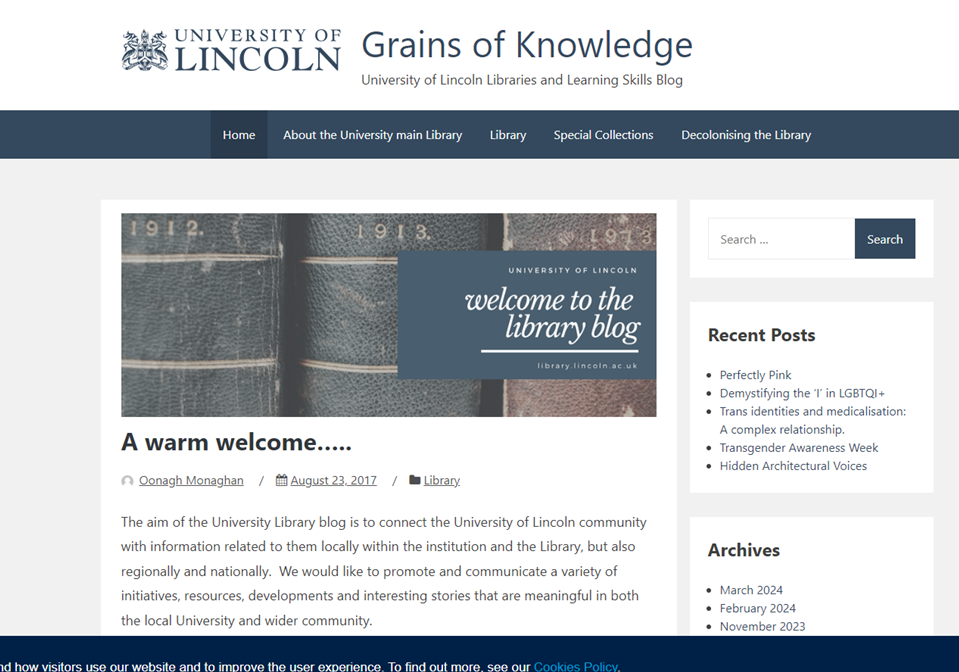 UNIVERSITY OF
LINCOLN
Grains of Knowledge
University of Lincoln Libraries and Learning Skills Blog
Home
About the University main Library
Library
Special Collections
Decolonising the Library
1912.
1913.
1973
UNIVERSITY OF LINCOLN
welcome to the
library blog
library.lincoln.ac.uk
A warm welcome.....
Oonagh Monaghan / August 23, 2017 / Library
The aim of the University Library blog is to connect the University of Lincoln community
with information related to them locally within the institution and the Library, but also
regionally and nationally.  We would like to promote and communicate a variety of
initiatives, resources, developments and interesting stories that are meaningful in both
the local University and wider community.
Search ...
Search
Recent Posts
Perfectly Pink
Demystifying the ‘I’ in LGBTQI+
Trans identities and medicalisation:
A complex relationship.
Transgender Awareness Week
Hidden Architectural Voices
Archives
March 2024
February 2024
November 2023
how visitors use our website and to improve the user experience. To find out more, see our Cookies Policy.